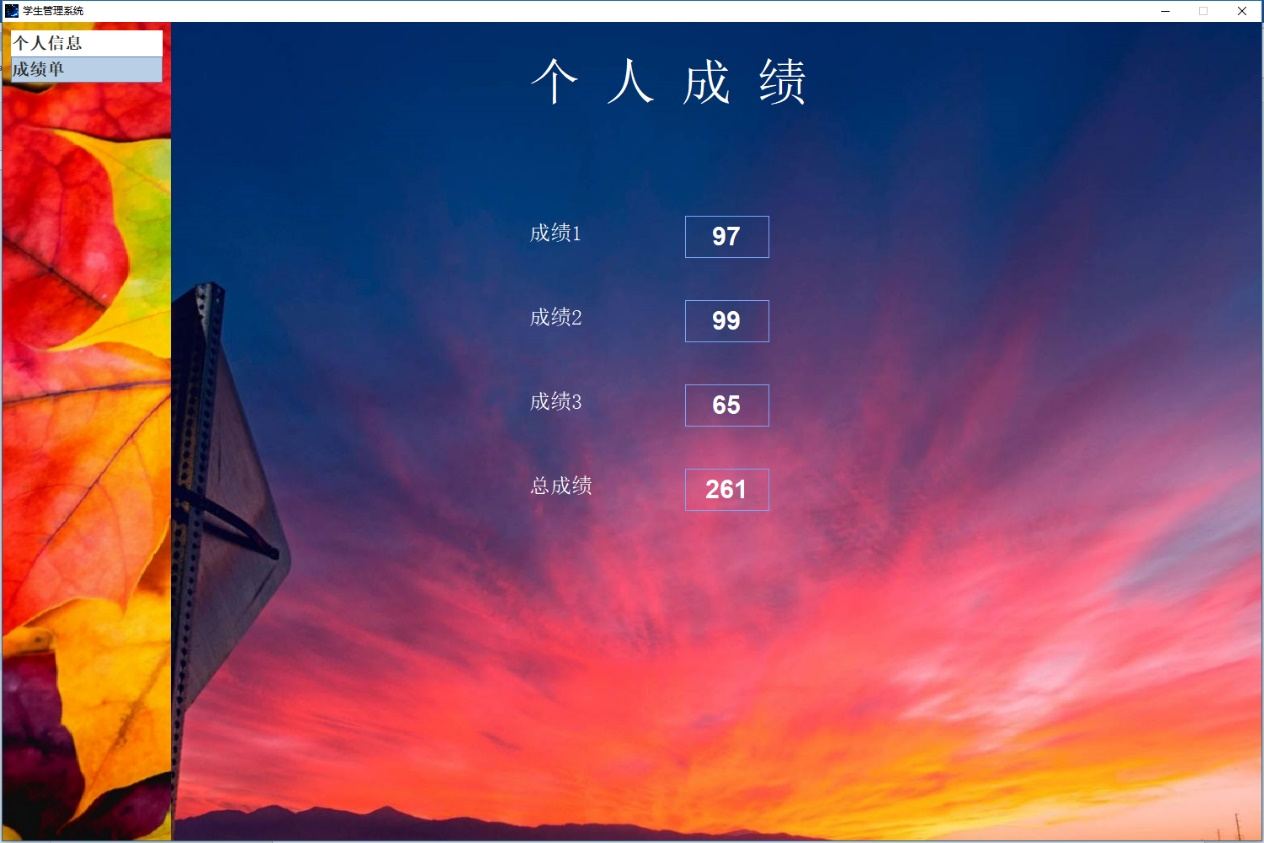 学生管理系统
个人信息
成绩单
个人成绩
成绩1 97
成绩2 99
成绩3 65
总成绩 261